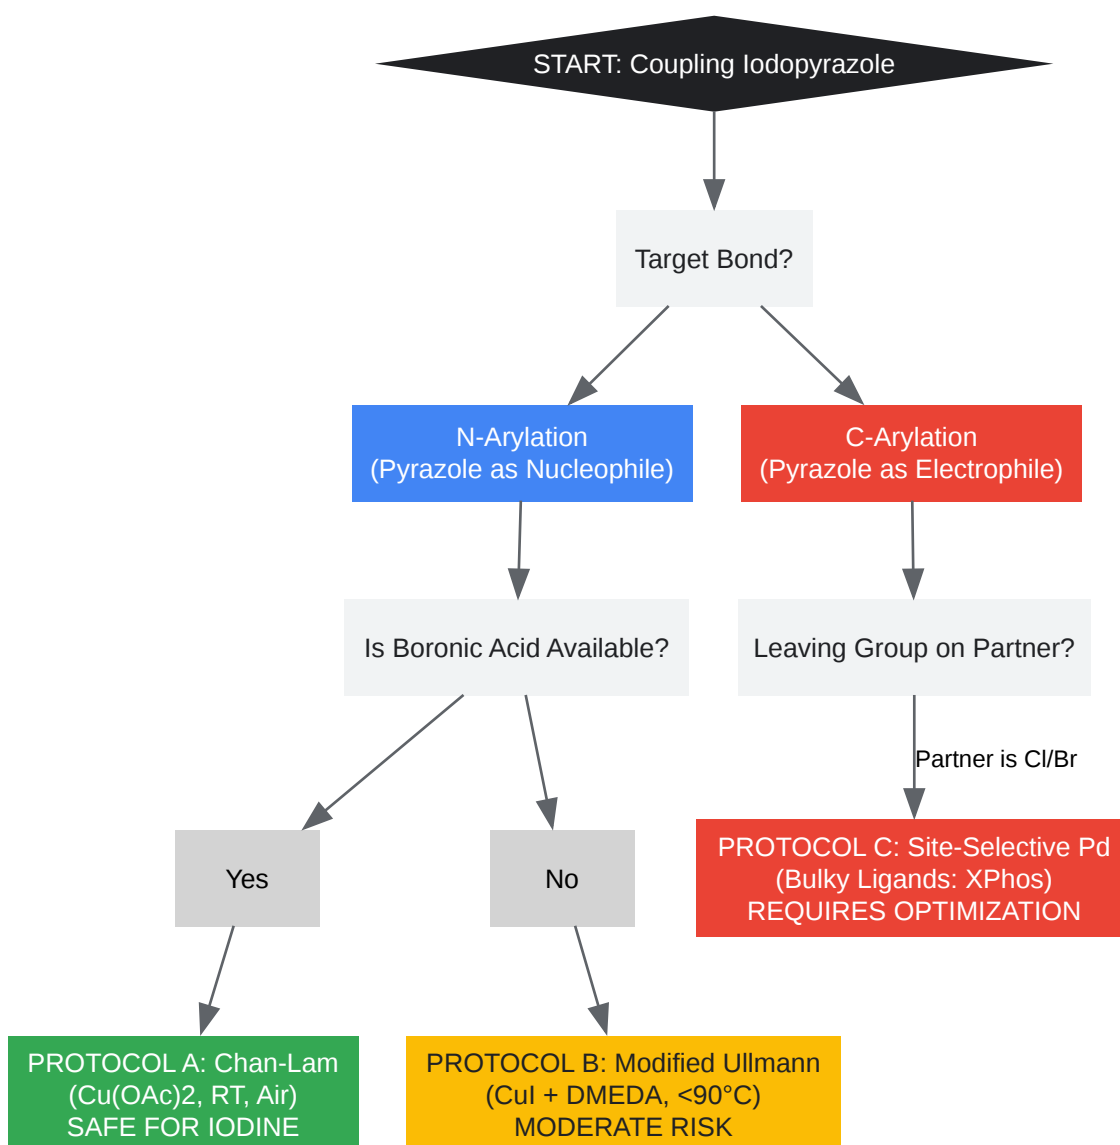 START: Coupling Iodopyrazole
Target Bond?
N-Arylation
(Pyrazole as Nucleophile)
C-Arylation
(Pyrazole as Electrophile)
Is Boronic Acid Available?
Leaving Group on Partner?
Partner is Cl/Br
Yes
No
PROTOCOL C: Site-Selective Pd
(Bulky Ligands: XPhos)
REQUIRES OPTIMIZATION
PROTOCOL A: Chan-Lam
(Cu(OAc)2, RT, Air)
SAFE FOR IODINE
PROTOCOL B: Modified Ullmann
(CuI + DMEDA, <90°C)
MODERATE RISK